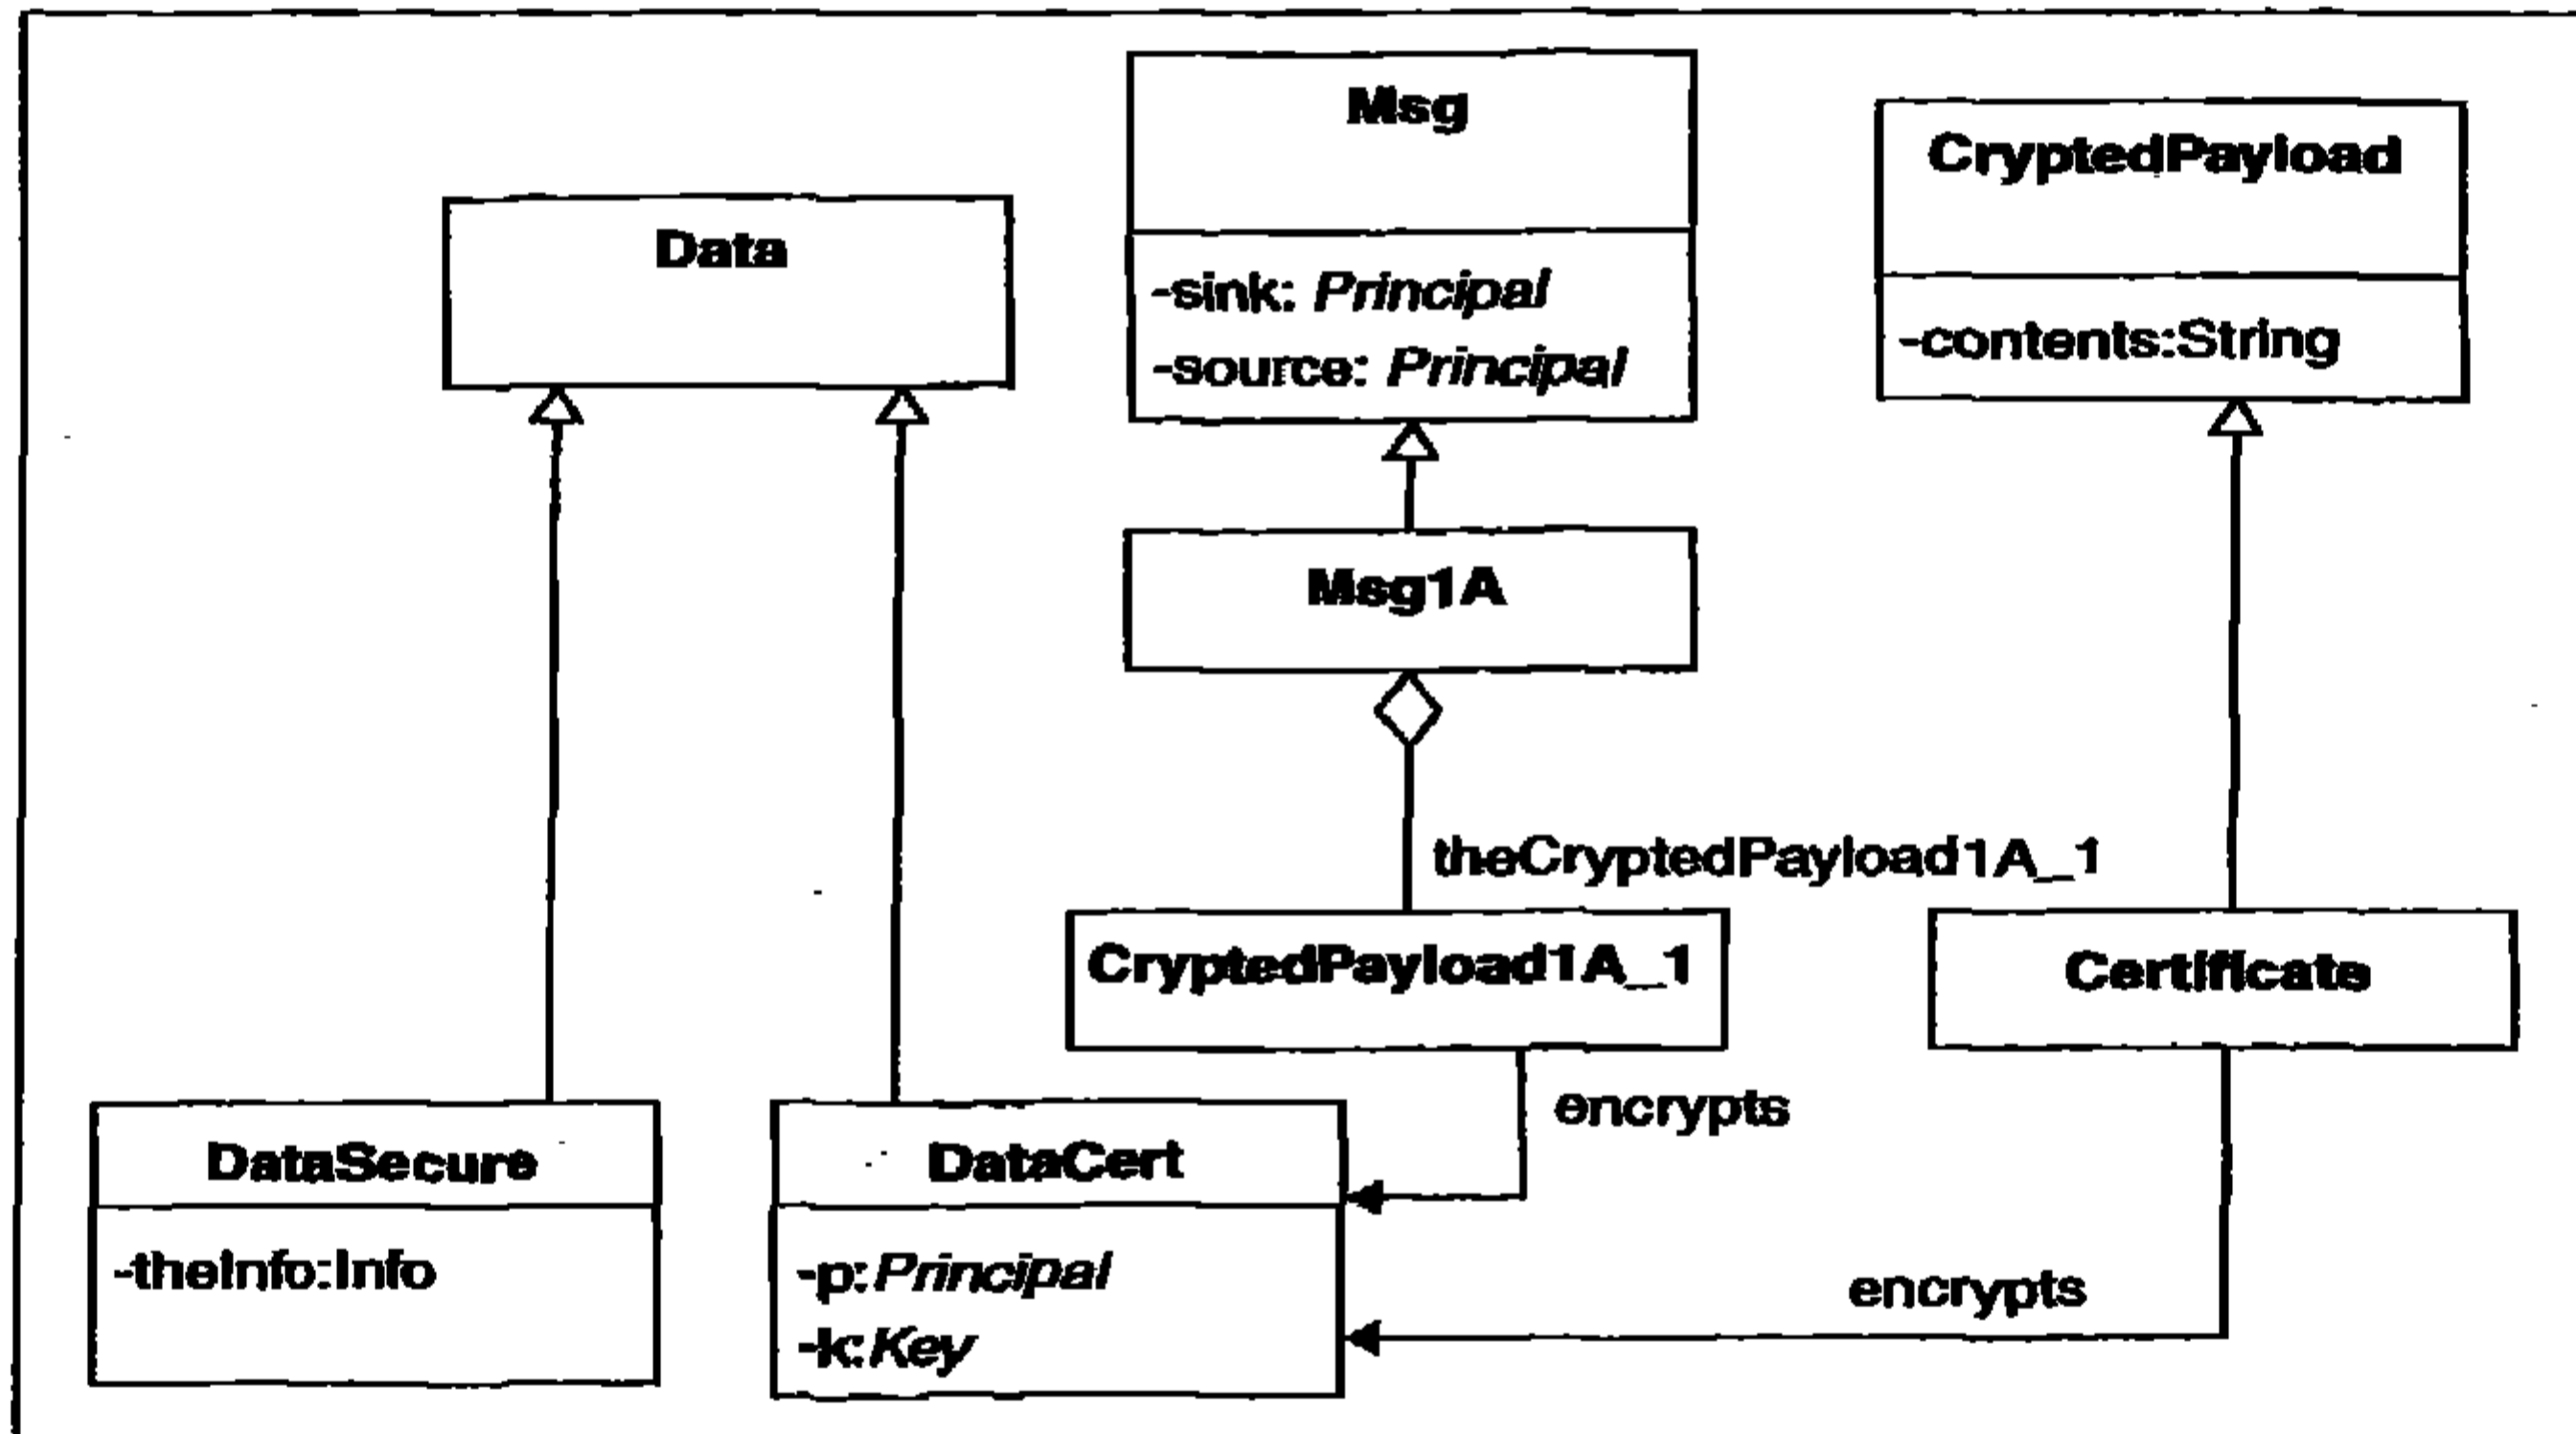 Msg
-sink: Principal
-source: Principal
CryptedPayload
-contents:String
Data
Msg1A
theCryptedPayload1A_1
CryptedPayload1A_1
Certificate
encrypts
DataSecure
-theInfo:Info
DataCert
-p:Principal
-k:Key
encrypts